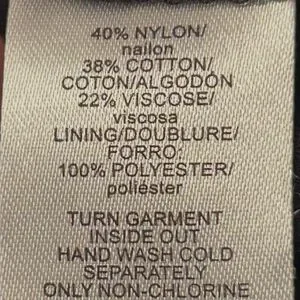 40% NYLON/
nailon
38% COTTON/
COTON/ALGODÓN
22% VISCOSE/
viscosa
LINING/DOUBLURE/
FORRO:
100% POLYESTER/
poliéster
TURN GARMENT
INSIDE OUT
HAND WASH COLD
SEPARATELY
ONLY NON-CHLORINE